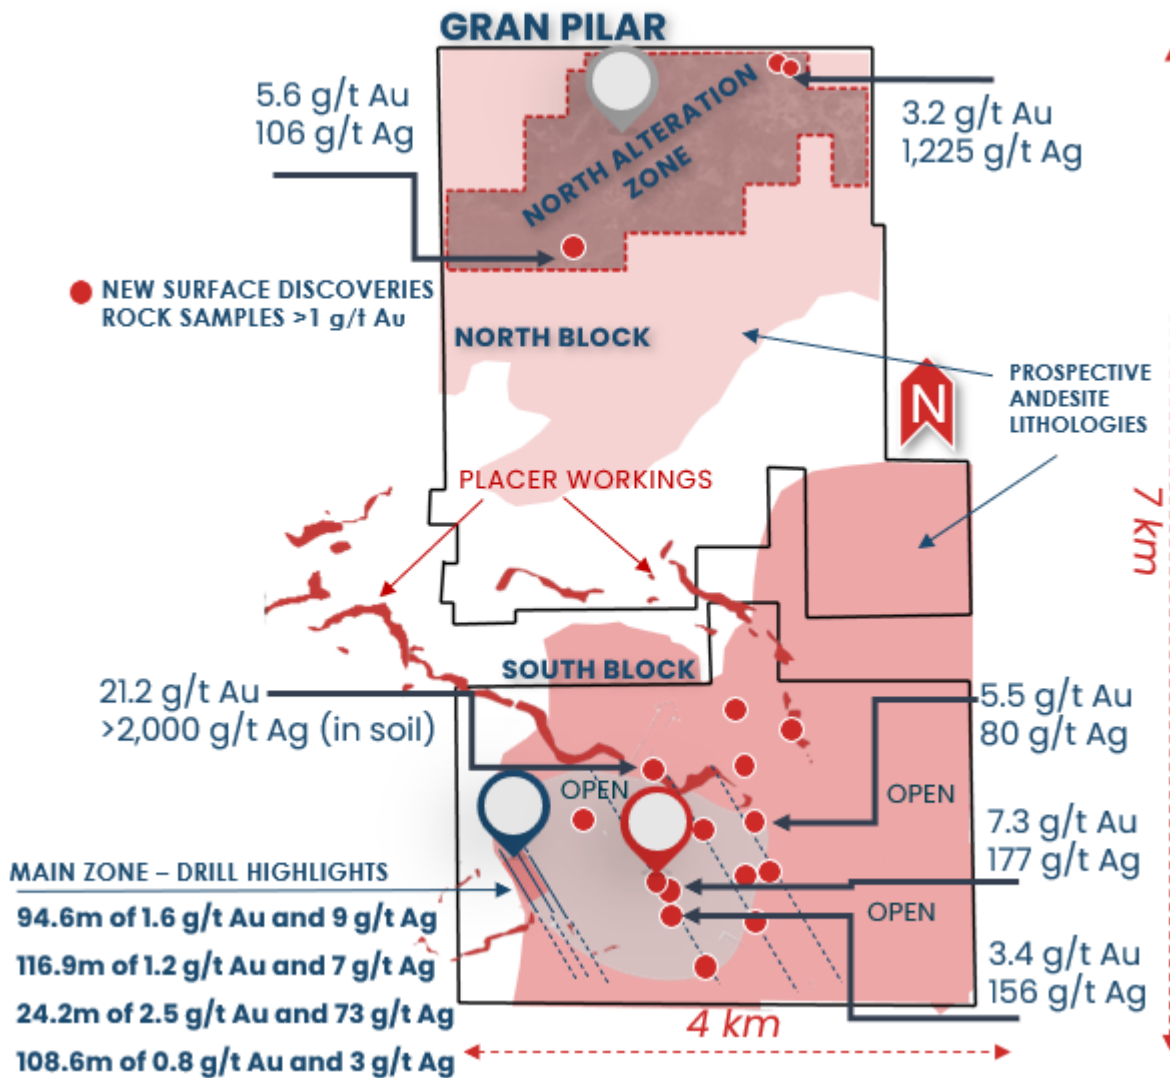 GRAN PILAR
5.6 g/t Au
106 g/t Ag
3.2 g/t Au
1,225 g/t Ag
NORTH ALTERATION
ZONE
NEW SURFACE DISCOVERIES
ROCK SAMPLES >1 g/t Au
NORTH BLOCK
PROSPECTIVE
ANDESITE
LITHOLOGIES
N
PLACER WORKINGS
7 km
SOUTH BLOCK
21.2 g/t Au
>2,000 g/t Ag (in soil)
5.5 g/t Au
80 g/t Ag
OPEN
OPEN
7.3 g/t Au
177 g/t Ag
MAIN ZONE – DRILL HIGHLIGHTS
94.6m of 1.6 g/t Au and 9 g/t Ag
116.9m of 1.2 g/t Au and 7 g/t Ag
24.2m of 2.5 g/t Au and 73 g/t Ag
108.6m of 0.8 g/t Au and 3 g/t Ag
OPEN
3.4 g/t Au
156 g/t Ag
4 km